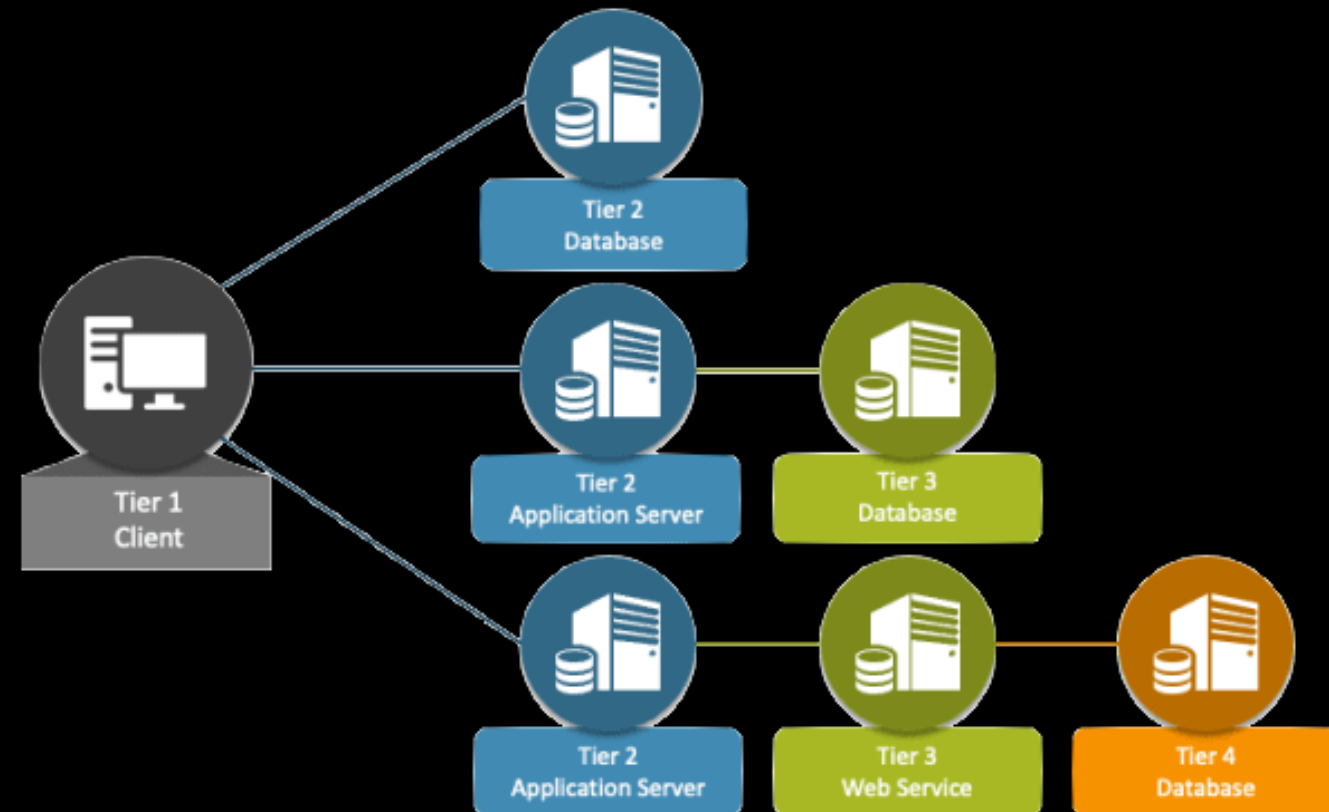 Tier 2
Database
Tier 1
Client
Tier 2
Application Server
Tier 3
Database
Tier 2
Application Server
Tier 3
Web Service
Tier 4
Database